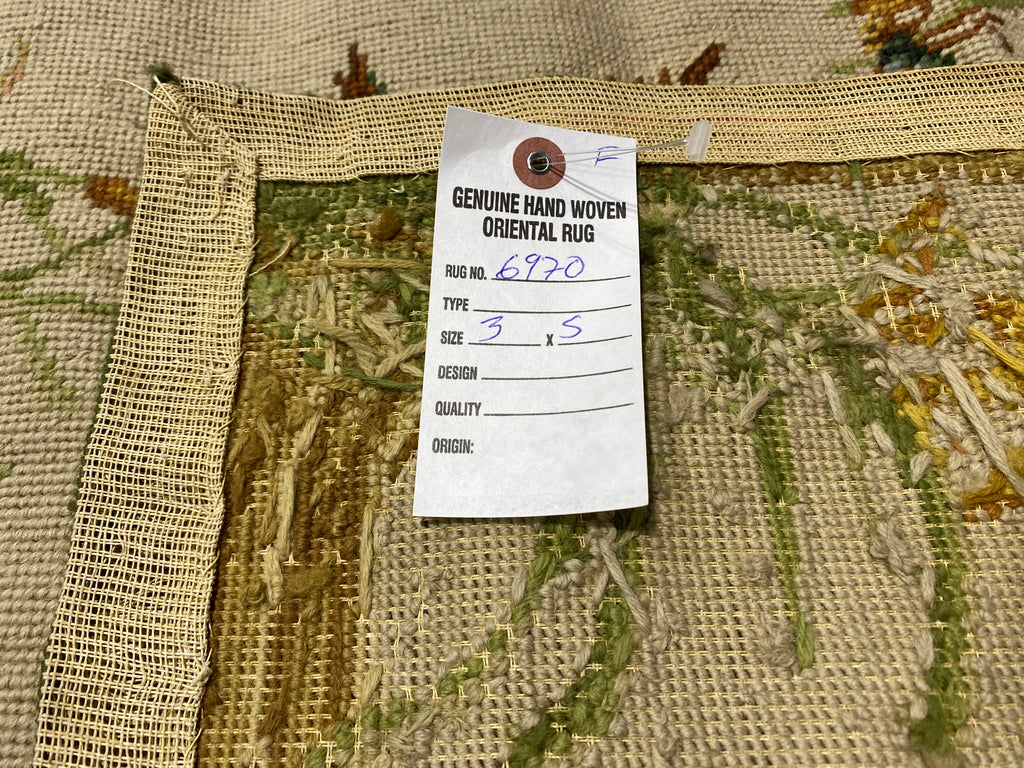 E
GENUINE HAND WOVEN
ORIENTAL RUG
RUG NO. 6970
TYPE
SIZE 3 X 5
DESIGN
QUALITY
ORIGIN: